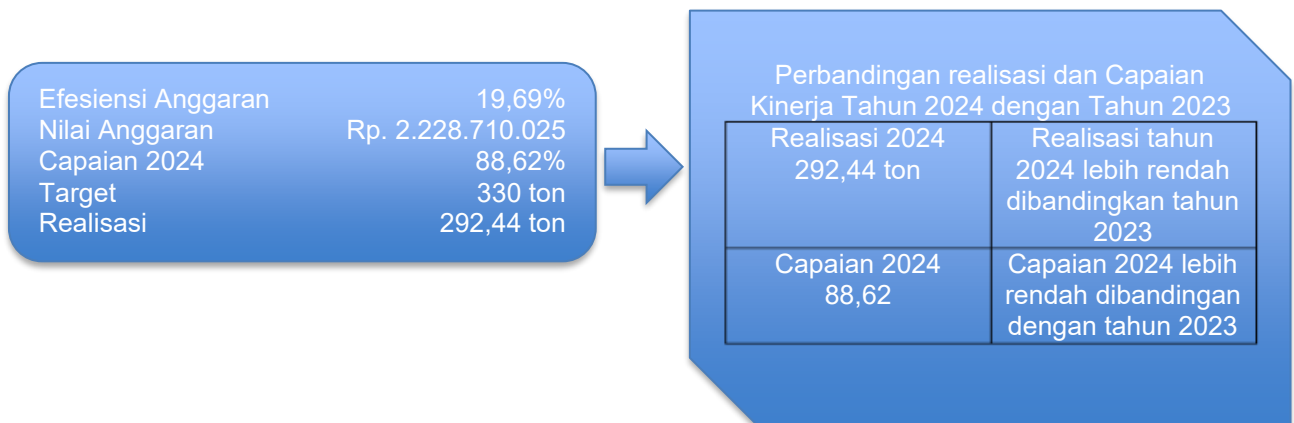 Efesiensi Anggaran 19,69%
Nilai Anggaran Rp. 2.228.710.025
Capaian 2024 88,62%
Target 330 ton
Realisasi 292,44 ton
Perbandingan realisasi dan Capaian
Kinerja Tahun 2024 dengan Tahun 2023
Realisasi 2024
292,44 ton
Realisasi tahun
2024 lebih rendah
dibandingkan tahun
2023
Capaian 2024
88,62
Capaian 2024 lebih
rendah dibandingan
dengan tahun 2023